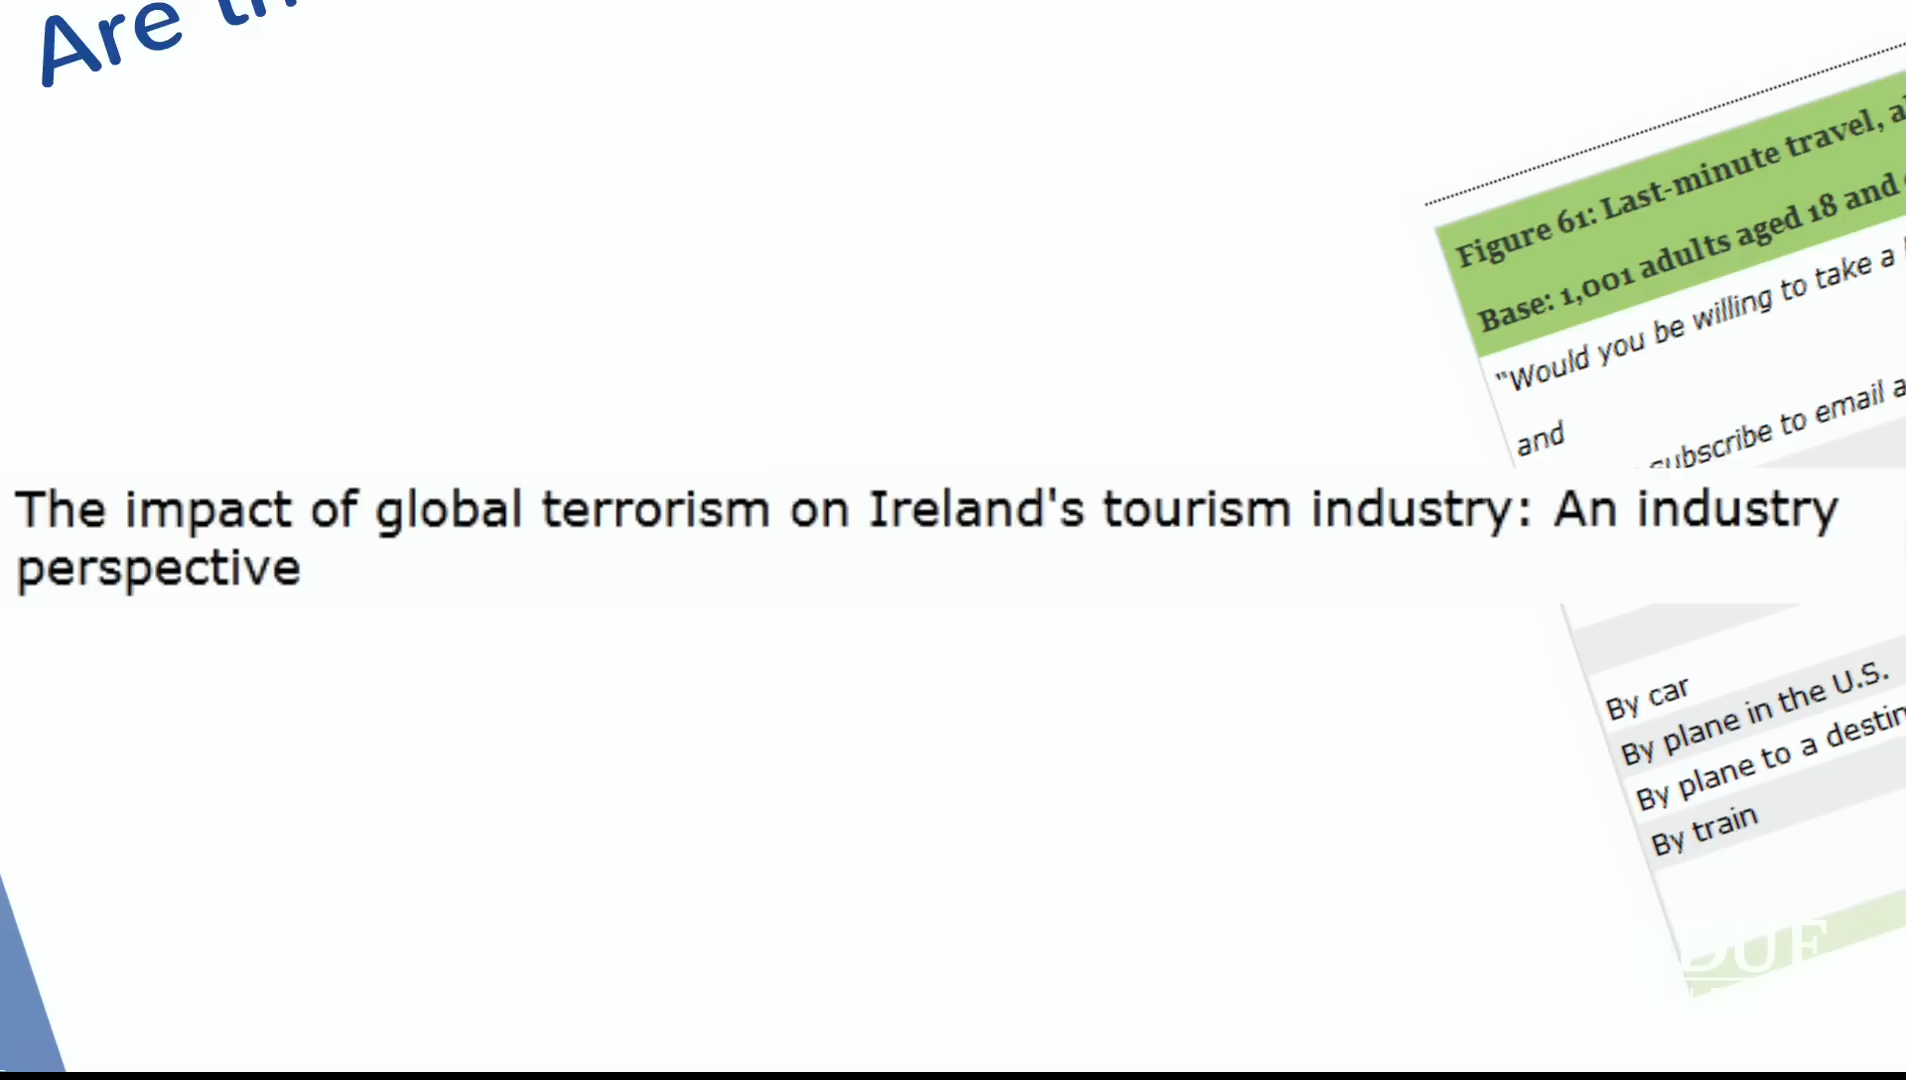 Are
Figure 61: Last-minute travel,
Base: 1,001 adults aged 18 and
"Would you be willing to take a
and
subscribe to email
The impact of global terrorism on Ireland's tourism industry: An industry
perspective
By car
By plane in the U.S.
By plane to a
By train